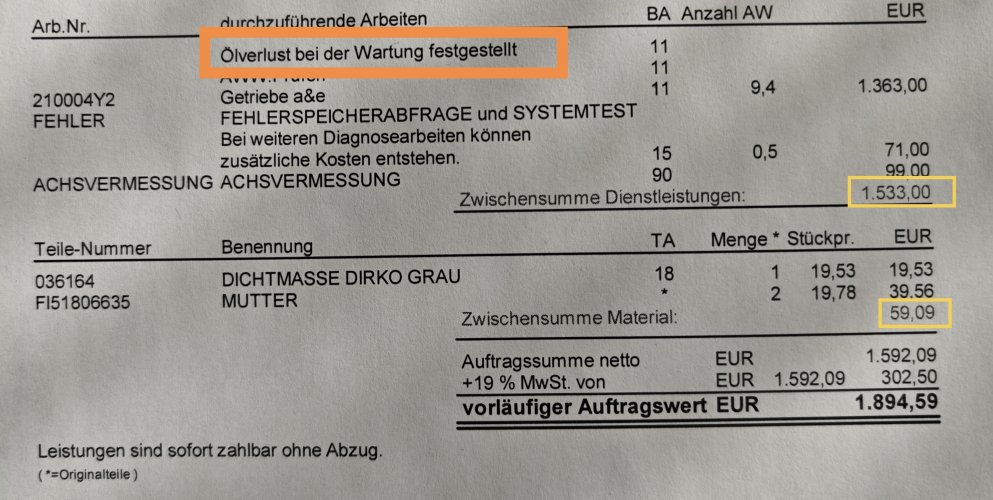 Arb.Nr. durchzuführende Arbeiten BA Anzahl AW EUR
Ölverlust bei der Wartung festgestellt 11
11
210004Y2 Getriebe a&e 11 9,4 1.363,00
FEHLER FEHLERSPEICHERABFRAGE und SYSTEMTEST
Bei weiteren Diagnosearbeiten können
zusätzliche Kosten entstehen. 15 0,5 71,00
ACHSVERMESSUNG ACHSVERMESSUNG 90 99,00
Zwischensumme Dienstleistungen: 1.533,00
Teile-Nummer Benennung TA Menge * Stückpr. EUR
036164 DICHTMASSE DIRKO GRAU 18 1 19,53 19,53
FI51806635 MUTTER * 2 19,78 39,56
Zwischensumme Material: 59,09
Auftragssumme netto EUR 1.592,09
+19 % MwSt. von EUR 1.592,09 302,50
vorläufiger Auftragswert EUR 1.894,59
Leistungen sind sofort zahlbar ohne Abzug.
( *=Originalteile )